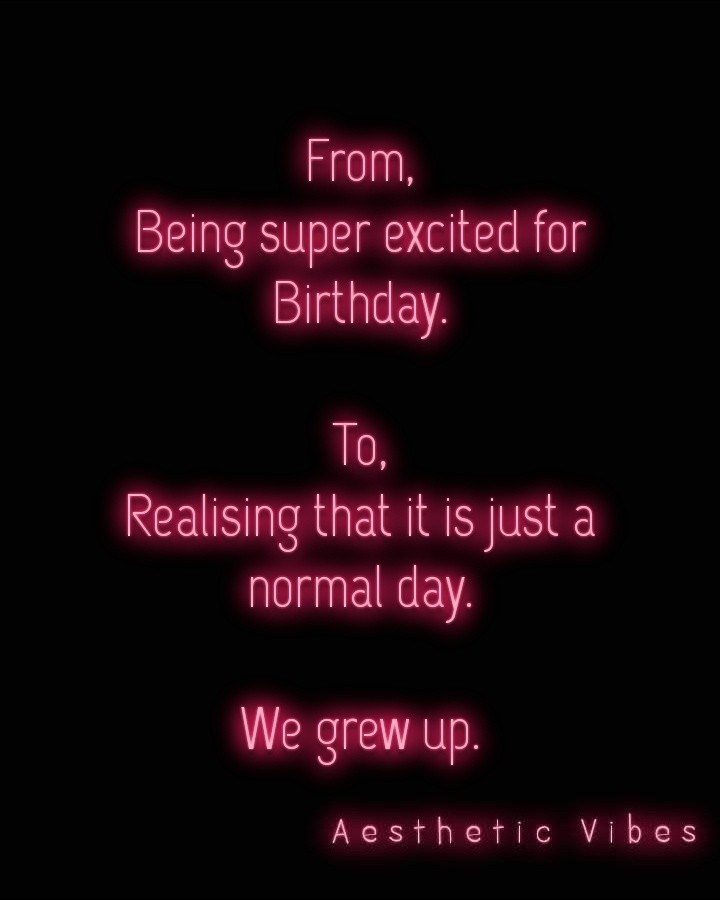 From,
Being super excited for
Birthday.
To,
Realising that it is just a
normal day.
We grew up.
Aesthetic Vibes